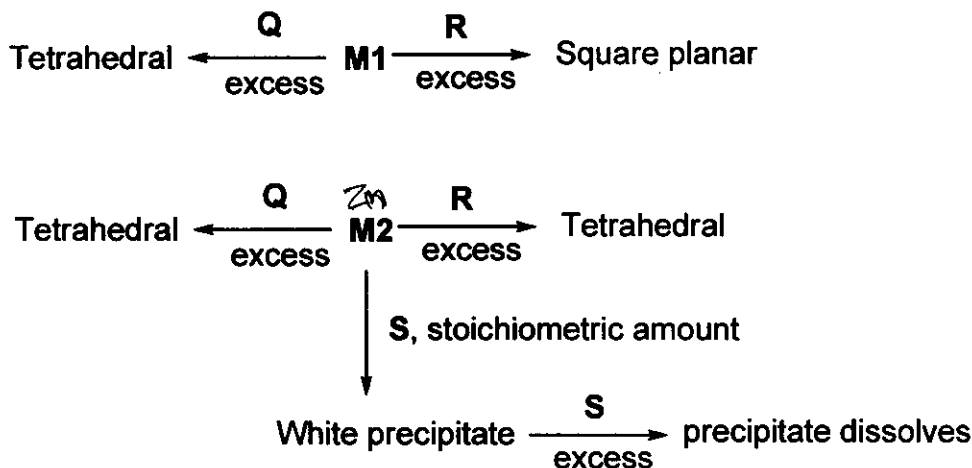 Q R
Tetrahedral M1 Square planar
excess excess
Q Zn R
Tetrahedral M2 Tetrahedral
excess excess
S, stoichiometric amount
White precipitate S precipitate dissolves
excess